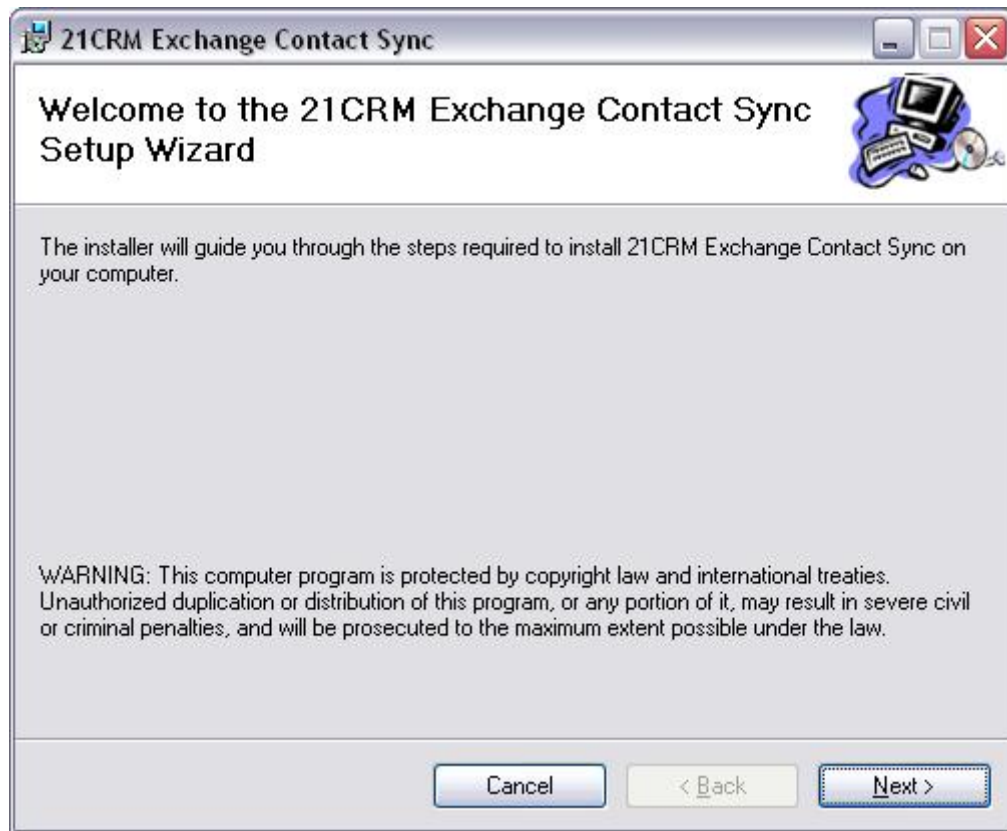 21CRM Exchange Contact Sync
Welcome to the 21CRM Exchange Contact Sync
Setup Wizard
The installer will guide you through the steps required to install 21CRM Exchange Contact Sync on
your computer.
WARNING: This computer program is protected by copyright law and international treaties.
Unauthorized duplication or distribution of this program, or any portion of it, may result in severe civil
or criminal penalties, and will be prosecuted to the maximum extent possible under the law.
Cancel < Back Next >